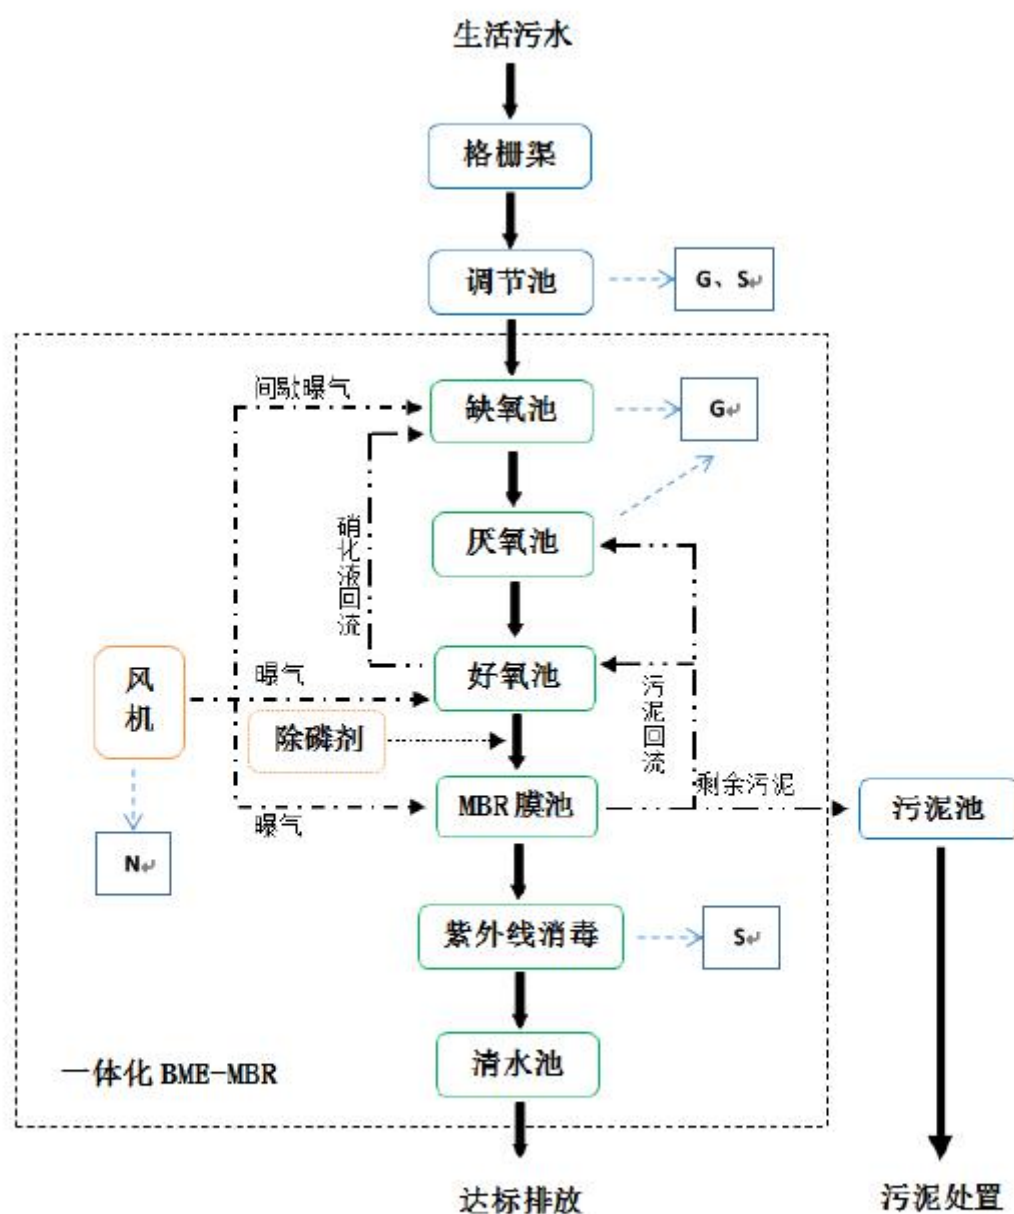 生活污水
格栅渠
调节池
G、S↵
间歇曝气
缺氧池
G↵
硝化液回流
厌氧池
风机
曝气
好氧池
污泥回流
除磷剂
剩余污泥
MBR膜池
污泥池
曝气
N↵
紫外线消毒
S↵
清水池
一体化 BME-MBR
达标排放
污泥处置